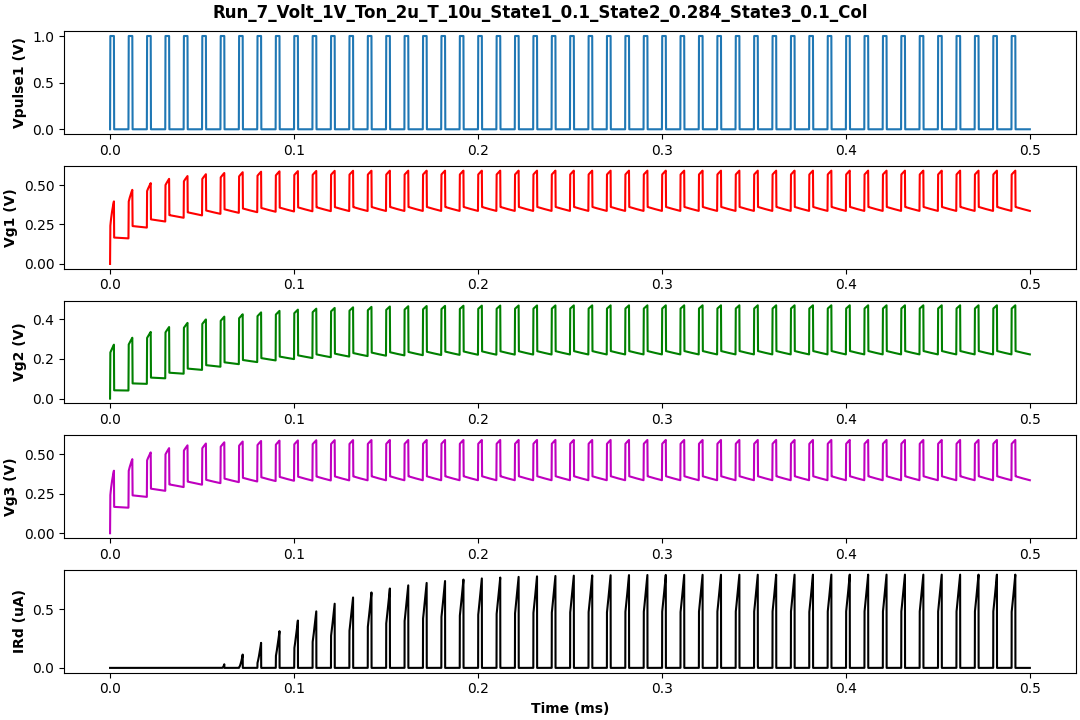 Run_7_Volt_1V_Ton_2u_T_10u_State1_0.1_State2_0.284_State3_0.1_Col
Vpulse1 (V)
1.0
0.5
0.0
0.0 0.1 0.2 0.3 0.4 0.5
Vg1 (V)
0.50
0.25
0.00
0.0 0.1 0.2 0.3 0.4 0.5
Vg2 (V)
0.4
0.2
0.0
0.0 0.1 0.2 0.3 0.4 0.5
Vg3 (V)
0.50
0.25
0.00
0.0 0.1 0.2 0.3 0.4 0.5
IRd (uA)
0.5
0.0
0.0 0.1 0.2 0.3 0.4 0.5
Time (ms)